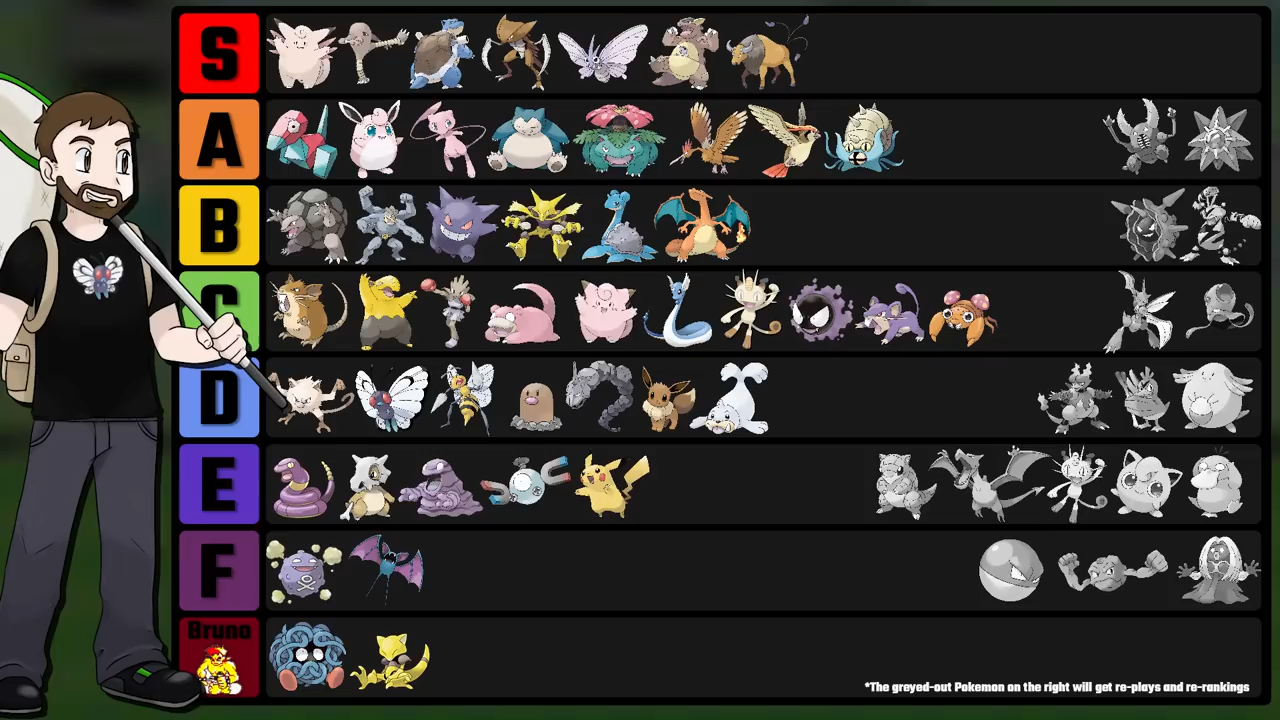 S
A
B
C
D
E
F
Bruno
*The greyed-out Pokemon on the right will get re-plays and re-rankings